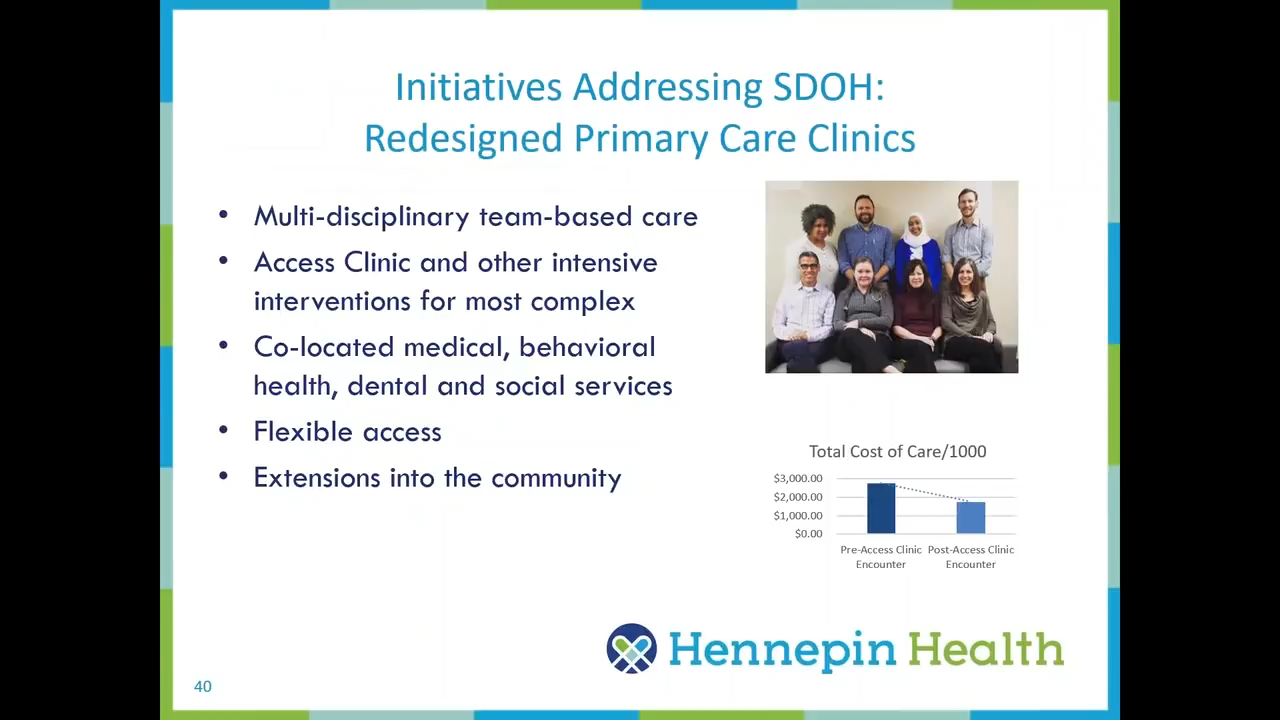 Initiatives Addressing SDOH:
Redesigned Primary Care Clinics
• Multi-disciplinary team-based care
• Access Clinic and other intensive
interventions for most complex
• Co-located medical, behavioral
health, dental and social services
• Flexible access
• Extensions into the community
Total Cost of Care/1000
$3,000.00
$2,000.00
$1,000.00
$0.00
Pre-Access Clinic Encounter
Post-Access Clinic Encounter
Hennepin Health
40